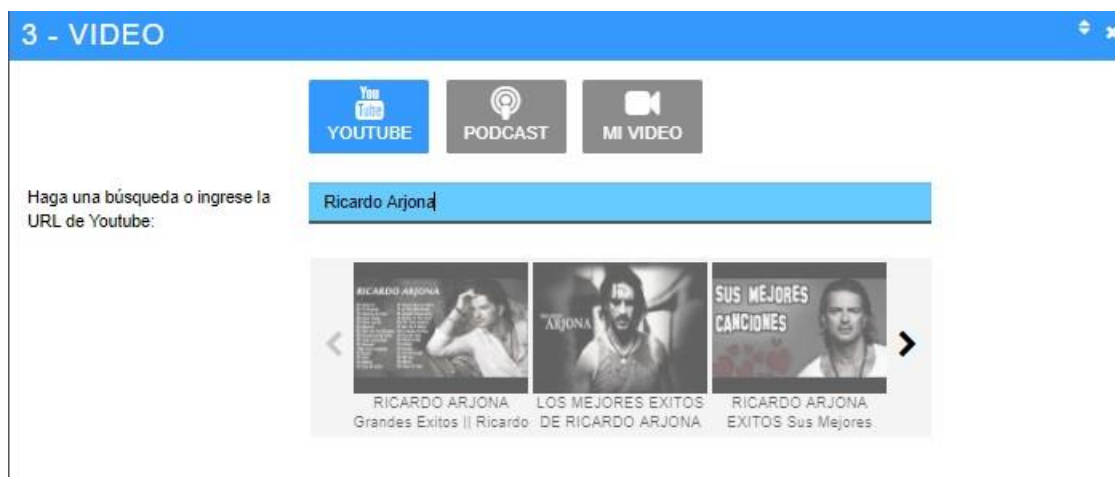 3 - VIDEO
You
Tube
YOUTUBE
PODCAST
MI VIDEO
Haga una búsqueda o ingrese la
URL de Youtube:
Ricardo Arjona
RICARDO ARJONA
ARJONA
SUS MEJORES
CANCIONES
RICARDO ARJONA
Grandes Exitos || Ricardo
LOS MEJORES EXITOS
DE RICARDO ARJONA
RICARDO ARJONA
EXITOS Sus Mejores